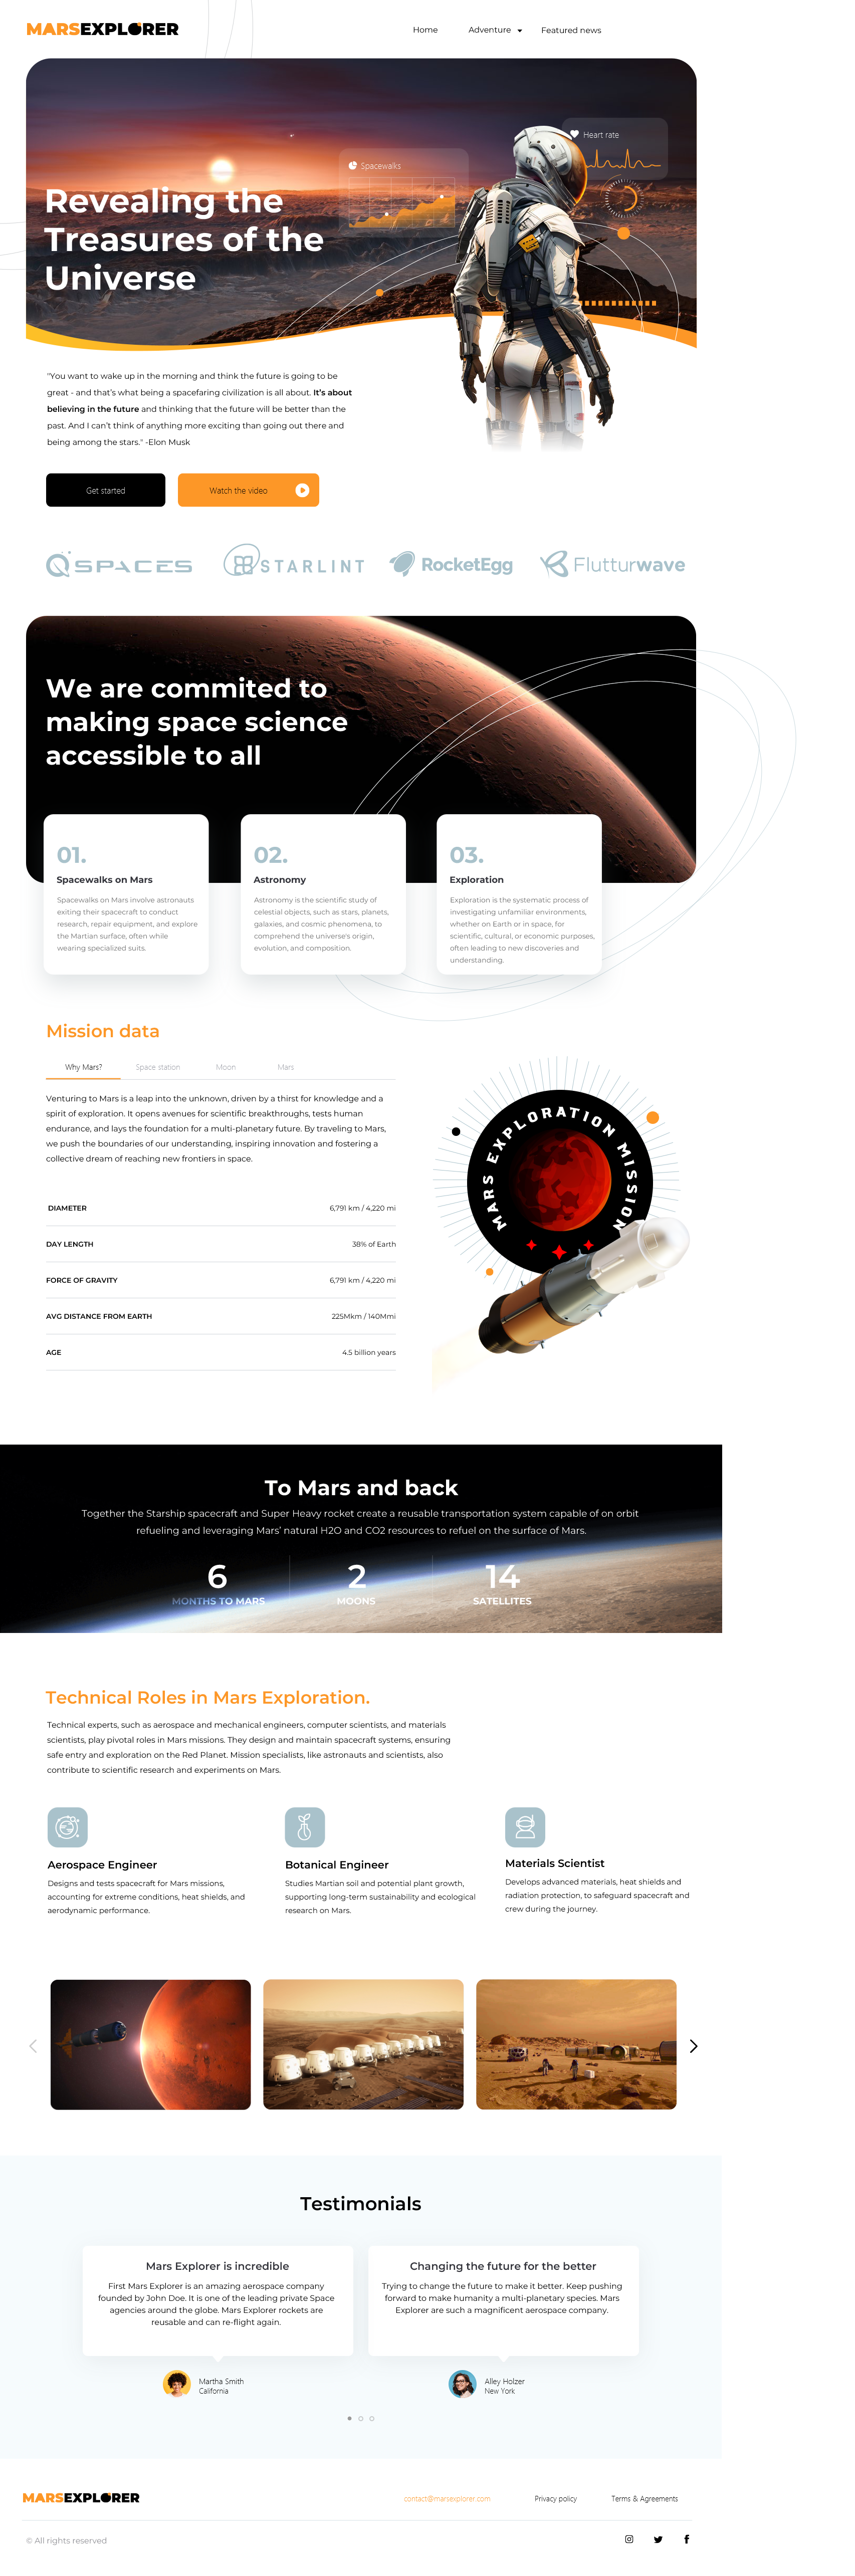 MARSEXPLORER
Home
Adventure
Featured news
Heart rate
Spacewalks
Revealing the
Treasures of the
Universe
"You want to wake up in the morning and think the future is going to be
great - and that's what being a spacefaring civilization is all about. It's about
believing in the future and thinking that the future will be better than the
past. And I can't think of anything more exciting than going out there and
being among the stars." -Elon Musk
Get started
Watch the video
QSPACES
STARLINT
RocketEgg
Flutturwave
We are commited to
making space science
accessible to all
01.
Spacewalks on Mars
Spacewalks on Mars involve astronauts
exiting their spacecraft to conduct
research, repair equipment, and explore
the Martian surface, often while
wearing specialized suits.
02.
Astronomy
Astronomy is the scientific study of
celestial objects, such as stars, planets,
galaxies, and cosmic phenomena, to
comprehend the universe's origin,
evolution, and composition.
03.
Exploration
Exploration is the systematic process of
investigating unfamiliar environments,
whether on Earth or in space, for
scientific, cultural, or economic purposes,
often leading to new discoveries and
understanding.
Mission data
Why Mars?
Space station
Moon
Mars
Venturing to Mars is a leap into the unknown, driven by a thirst for knowledge and a
spirit of exploration. It opens avenues for scientific breakthroughs, tests human
endurance, and lays the foundation for a multi-planetary future. By traveling to Mars,
we push the boundaries of our understanding, inspiring innovation and fostering a
collective dream of reaching new frontiers in space.
DIAMETER 6,791 km / 4,220 mi
DAY LENGTH 38% of Earth
FORCE OF GRAVITY 6,791 km / 4,220 mi
AVG DISTANCE FROM EARTH 225Mkm / 140Mmi
AGE 4.5 billion years
MARS EXPLORATION MISSION
To Mars and back
Together the Starship spacecraft and Super Heavy rocket create a reusable transportation system capable of on orbit
refueling and leveraging Mars' natural H2O and CO2 resources to refuel on the surface of Mars.
6
MONTHS TO MARS
2
MOONS
14
SATELLITES
Technical Roles in Mars Exploration.
Technical experts, such as aerospace and mechanical engineers, computer scientists, and materials
scientists, play pivotal roles in Mars missions. They design and maintain spacecraft systems, ensuring
safe entry and exploration on the Red Planet. Mission specialists, like astronauts and scientists, also
contribute to scientific research and experiments on Mars.
Aerospace Engineer
Designs and tests spacecraft for Mars missions,
accounting for extreme conditions, heat shields, and
aerodynamic performance.
Botanical Engineer
Studies Martian soil and potential plant growth,
supporting long-term sustainability and ecological
research on Mars.
Materials Scientist
Develops advanced materials, heat shields and
radiation protection, to safeguard spacecraft and
crew during the journey.
Testimonials
Mars Explorer is incredible
First Mars Explorer is an amazing aerospace company
founded by John Doe. It is one of the leading private Space
agencies around the globe. Mars Explorer rockets are
reusable and can re-flight again.
Martha Smith
California
Changing the future for the better
Trying to change the future to make it better. Keep pushing
forward to make humanity a multi-planetary species. Mars
Explorer are such a magnificent aerospace company.
Alley Holzer
New York
MARSEXPLORER
contact@marsexplorer.com
Privacy policy
Terms & Agreements
© All rights reserved